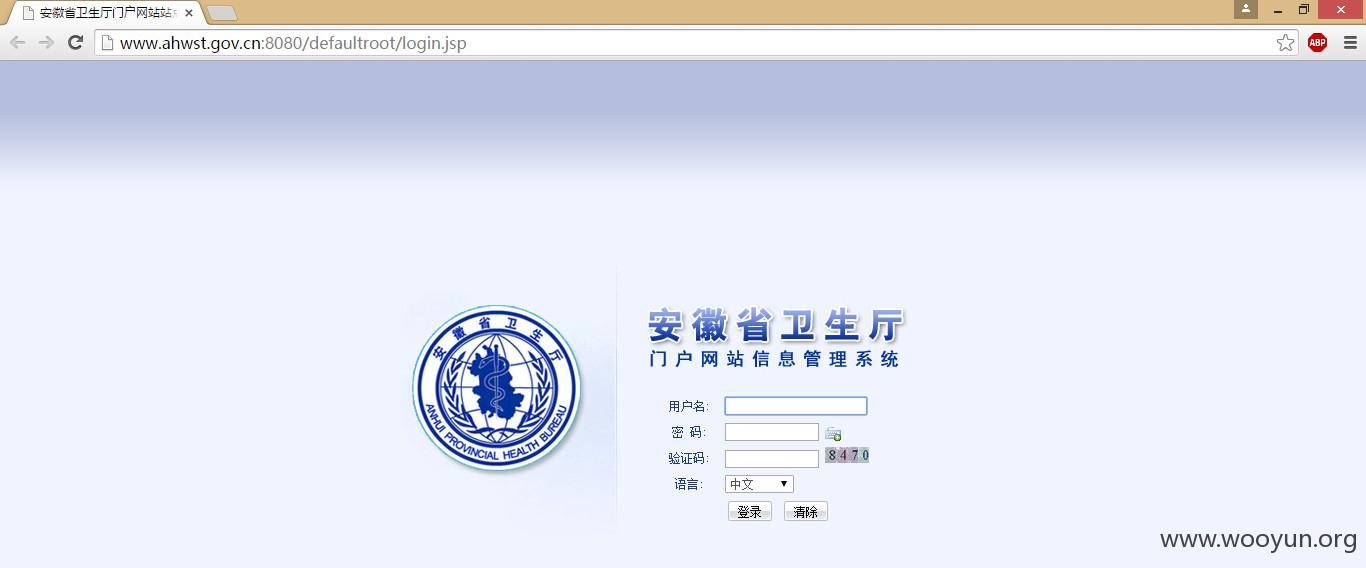 安徽省卫生厅门户网站站
www.ahwst.gov.cn:8080/defaultroot/login.jsp
ABP
安徽省卫生厅
ANHUI PROVINCIAL HEALTH BUREAU
安徽省卫生厅
门户网站信息管理系统
用户名:
密 码:
验证码: 8470
语言: 中文
登录 清除
www.wooyun.org